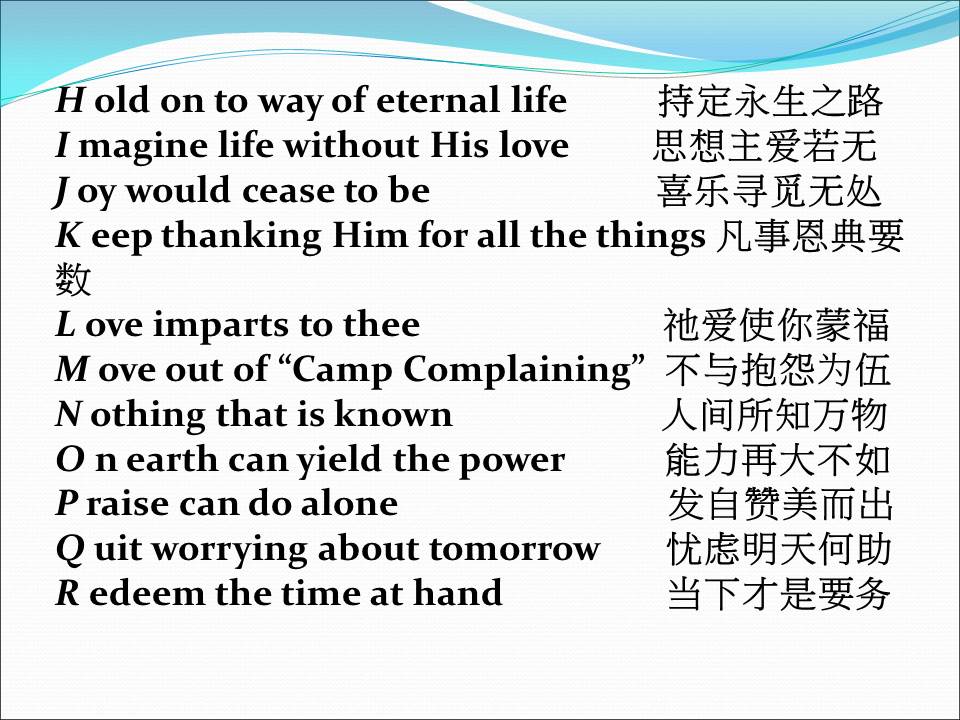 H old on to way of eternal life 持定永生之路
I magine life without His love 思想主爱若无
J oy would cease to be 喜乐寻觅无处
K eep thanking Him for all the things 凡事恩典要
数
L ove imparts to thee 祂爱使你蒙福
M ove out of “Camp Complaining” 不与抱怨为伍
N othing that is known 人间所知万物
O n earth can yield the power 能力再大不如
P raise can do alone 发自赞美而出
Q uit worrying about tomorrow 忧虑明天何助
R edeem the time at hand 当下才是要务